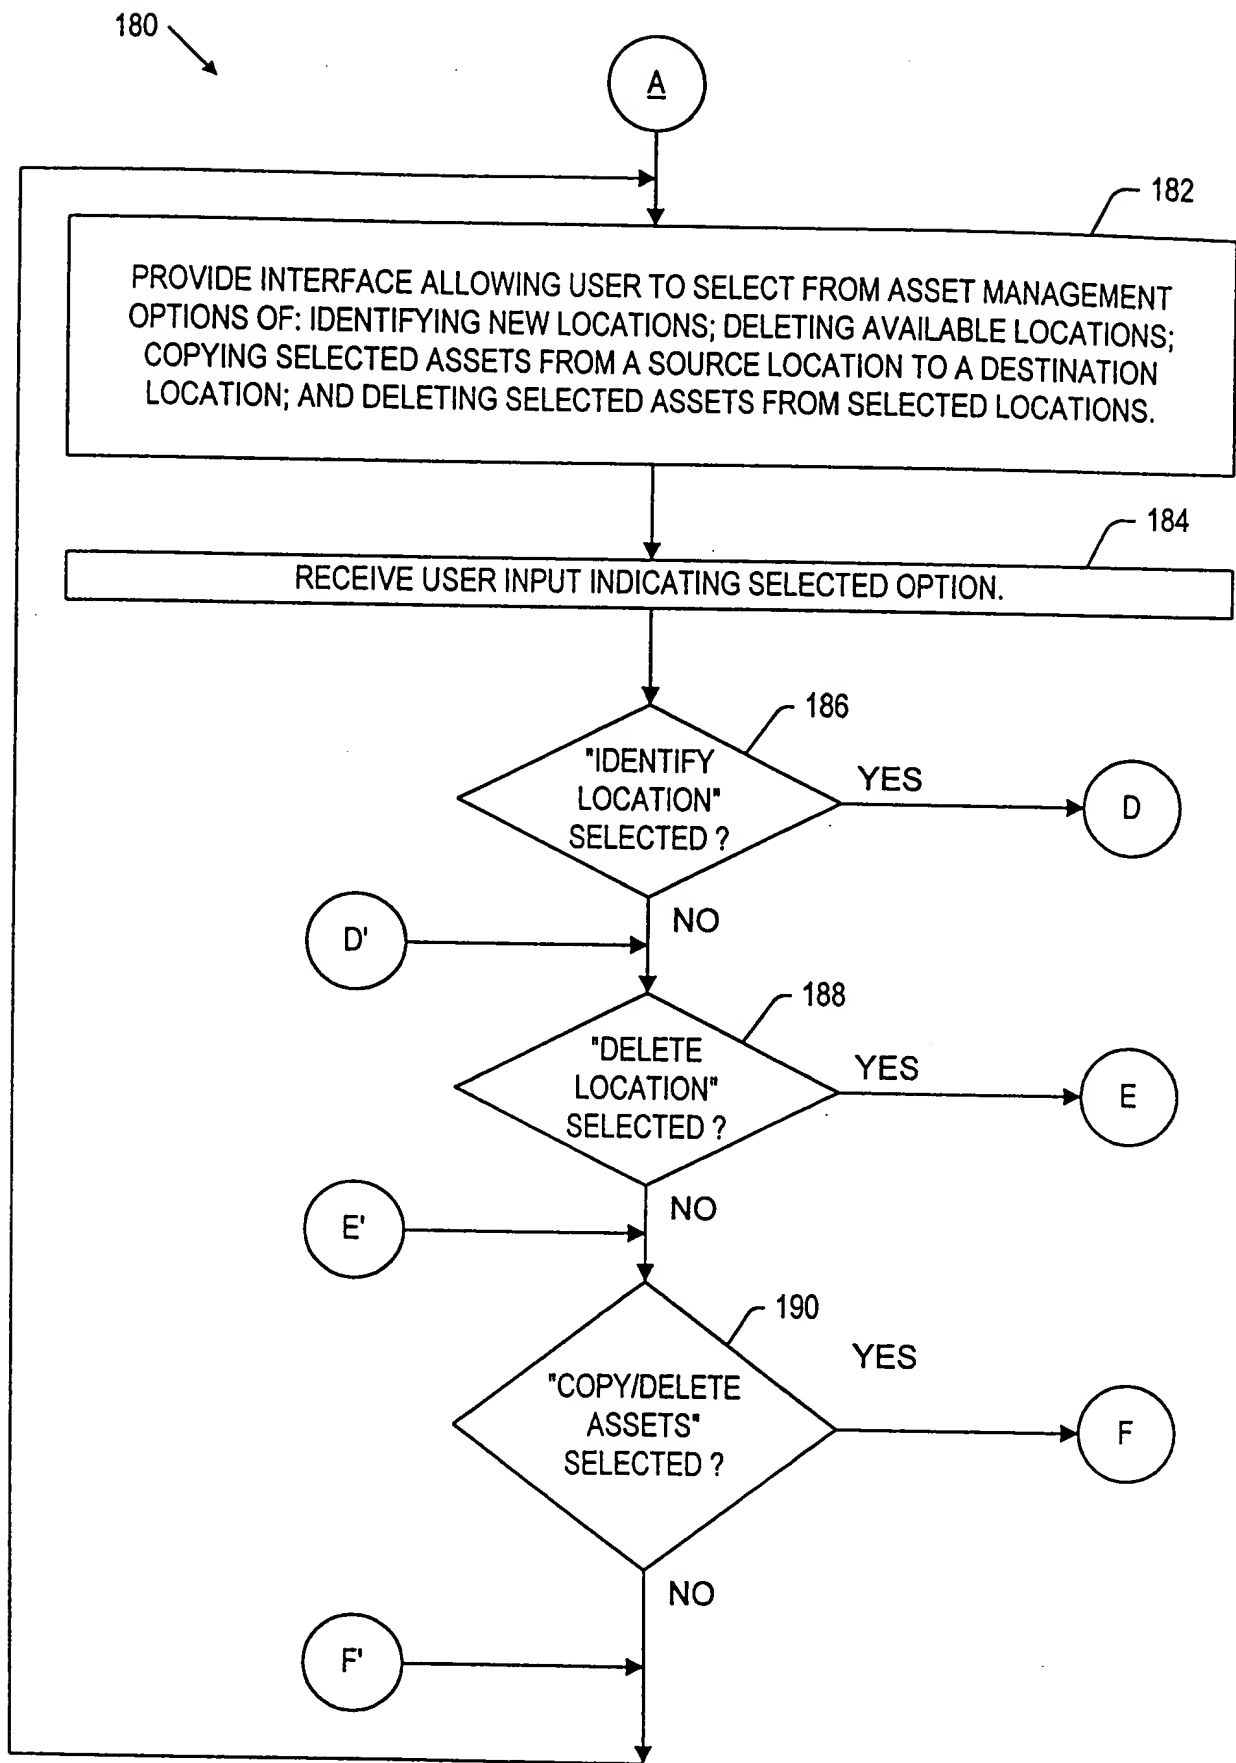 180
A
182
PROVIDE INTERFACE ALLOWING USER TO SELECT FROM ASSET MANAGEMENT
OPTIONS OF: IDENTIFYING NEW LOCATIONS; DELETING AVAILABLE LOCATIONS;
COPYING SELECTED ASSETS FROM A SOURCE LOCATION TO A DESTINATION
LOCATION; AND DELETING SELECTED ASSETS FROM SELECTED LOCATIONS.
184
RECEIVE USER INPUT INDICATING SELECTED OPTION.
186
"IDENTIFY
LOCATION"
SELECTED ?
YES
D
NO
D'
188
"DELETE
LOCATION"
SELECTED ?
YES
E
NO
E'
190
"COPY/DELETE
ASSETS"
SELECTED ?
YES
F
NO
F'